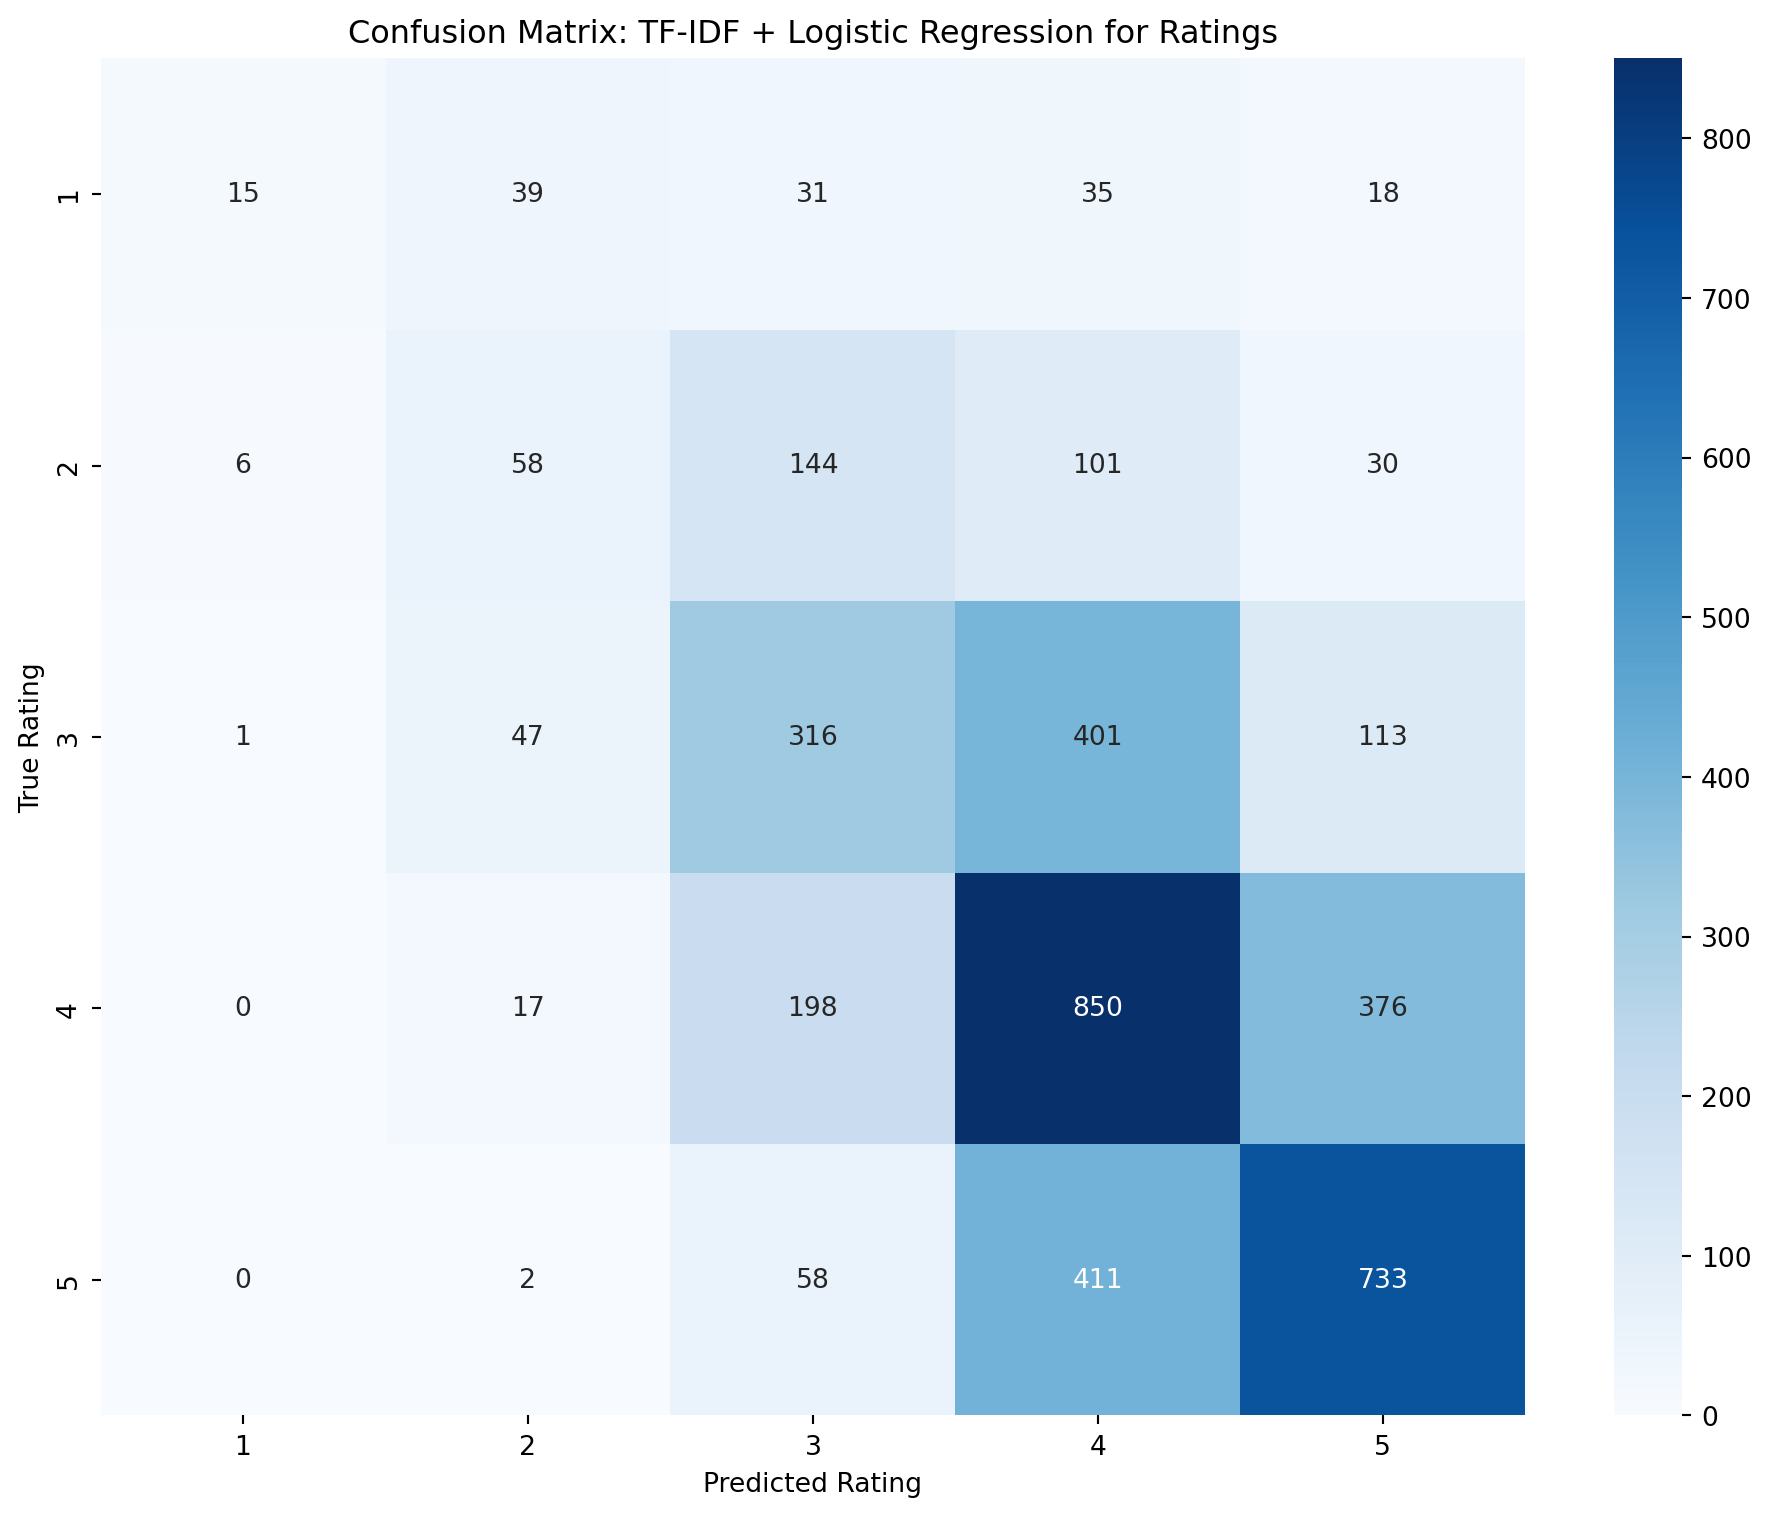 Confusion Matrix: TF-IDF + Logistic Regression for Ratings
True Rating
1
15 39 31 35 18
2
6 58 144 101 30
3
1 47 316 401 113
4
0 17 198 850 376
5
0 2 58 411 733
1 2 3 4 5
Predicted Rating
800
700
600
500
400
300
200
100
0